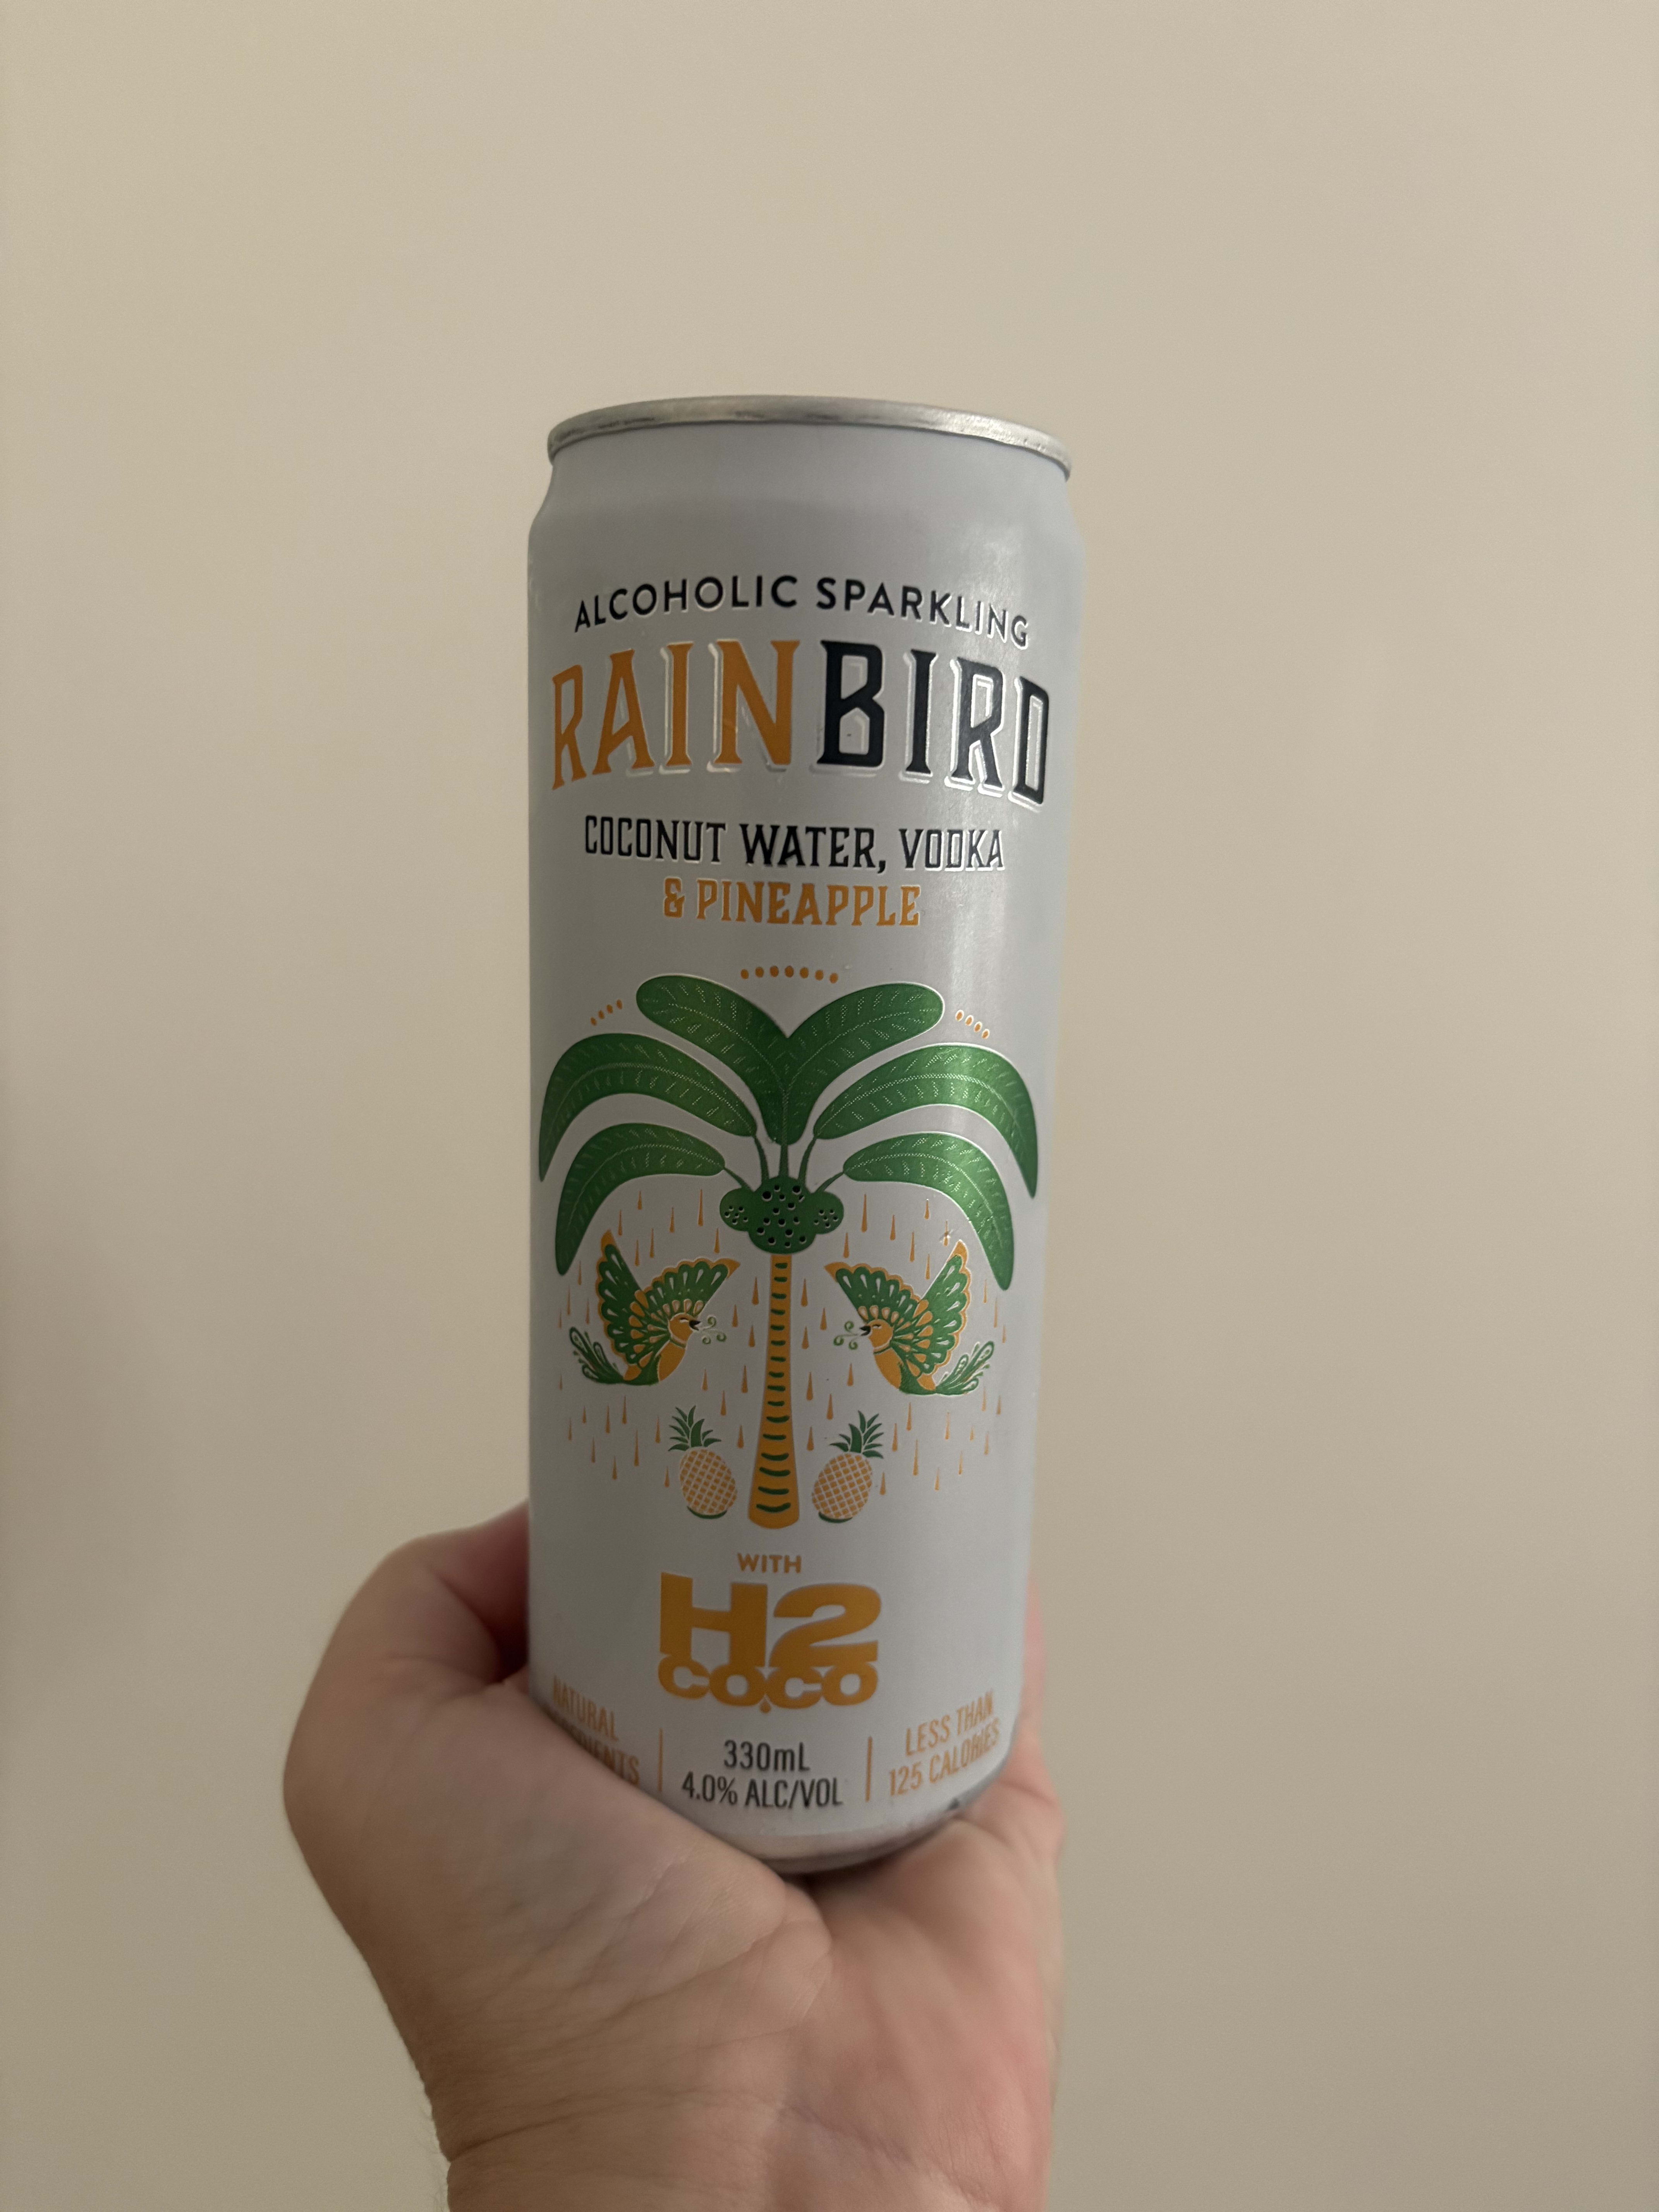 ALCOHOLIC SPARKLING
RAINBIRD
COCONUT WATER, VODKA
& PINEAPPLE
WITH
H2
COCO
NATURAL
330mL
4.0% ALC/VOL
LESS THAN
125 CALORIES